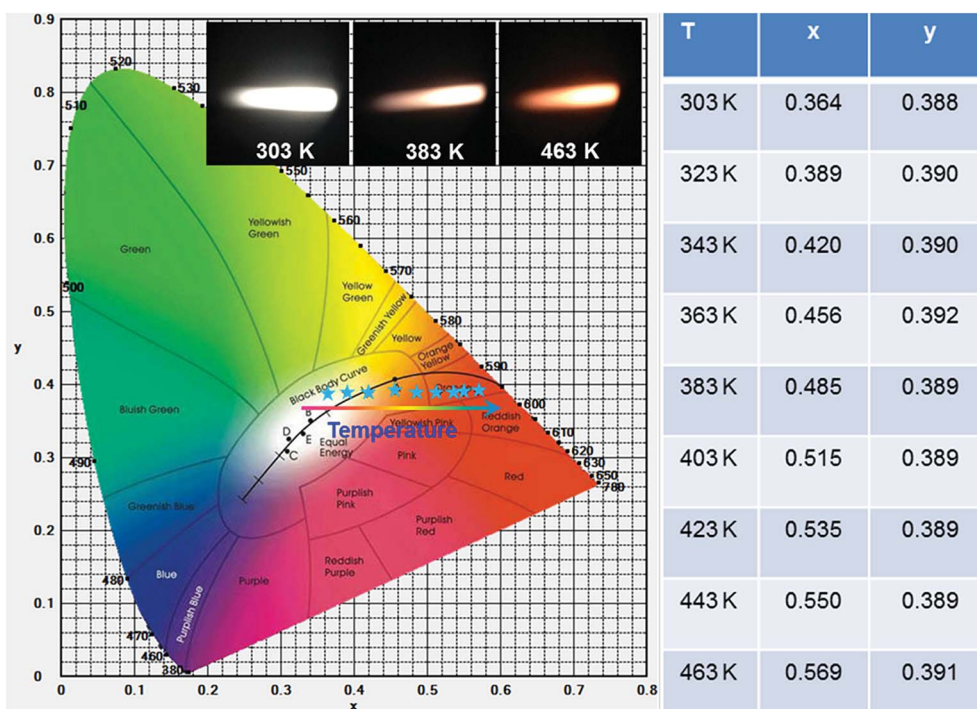 0.9
0.8
0.7
0.6
0.5
0.4
0.3
0.2
0.1
0
y
0
0.1
0.2
0.3
0.4
0.5
0.6
0.7
0.8
x
303 K
383 K
463 K
520
530
510
550
560
500
570
580
590
600
610
620
630
650
780
490
480
470
460
380
Green
Yellowish
Green
Yellow
Green
Greenish Yellow
Yellow
Orange
Yellow
Black Body Curve
Bluish Green
B
D
E
C
Temperature
Equal
Energy
Yellowish Pink
Reddish
Orange
Pink
Red
Purplish
Pink
Purplish
Red
Greenish Blue
Reddish
Purple
Blue
Purplish Blue
Purple
T x y
303 K 0.364 0.388
323 K 0.389 0.390
343 K 0.420 0.390
363 K 0.456 0.392
383 K 0.485 0.389
403 K 0.515 0.389
423 K 0.535 0.389
443 K 0.550 0.389
463 K 0.569 0.391